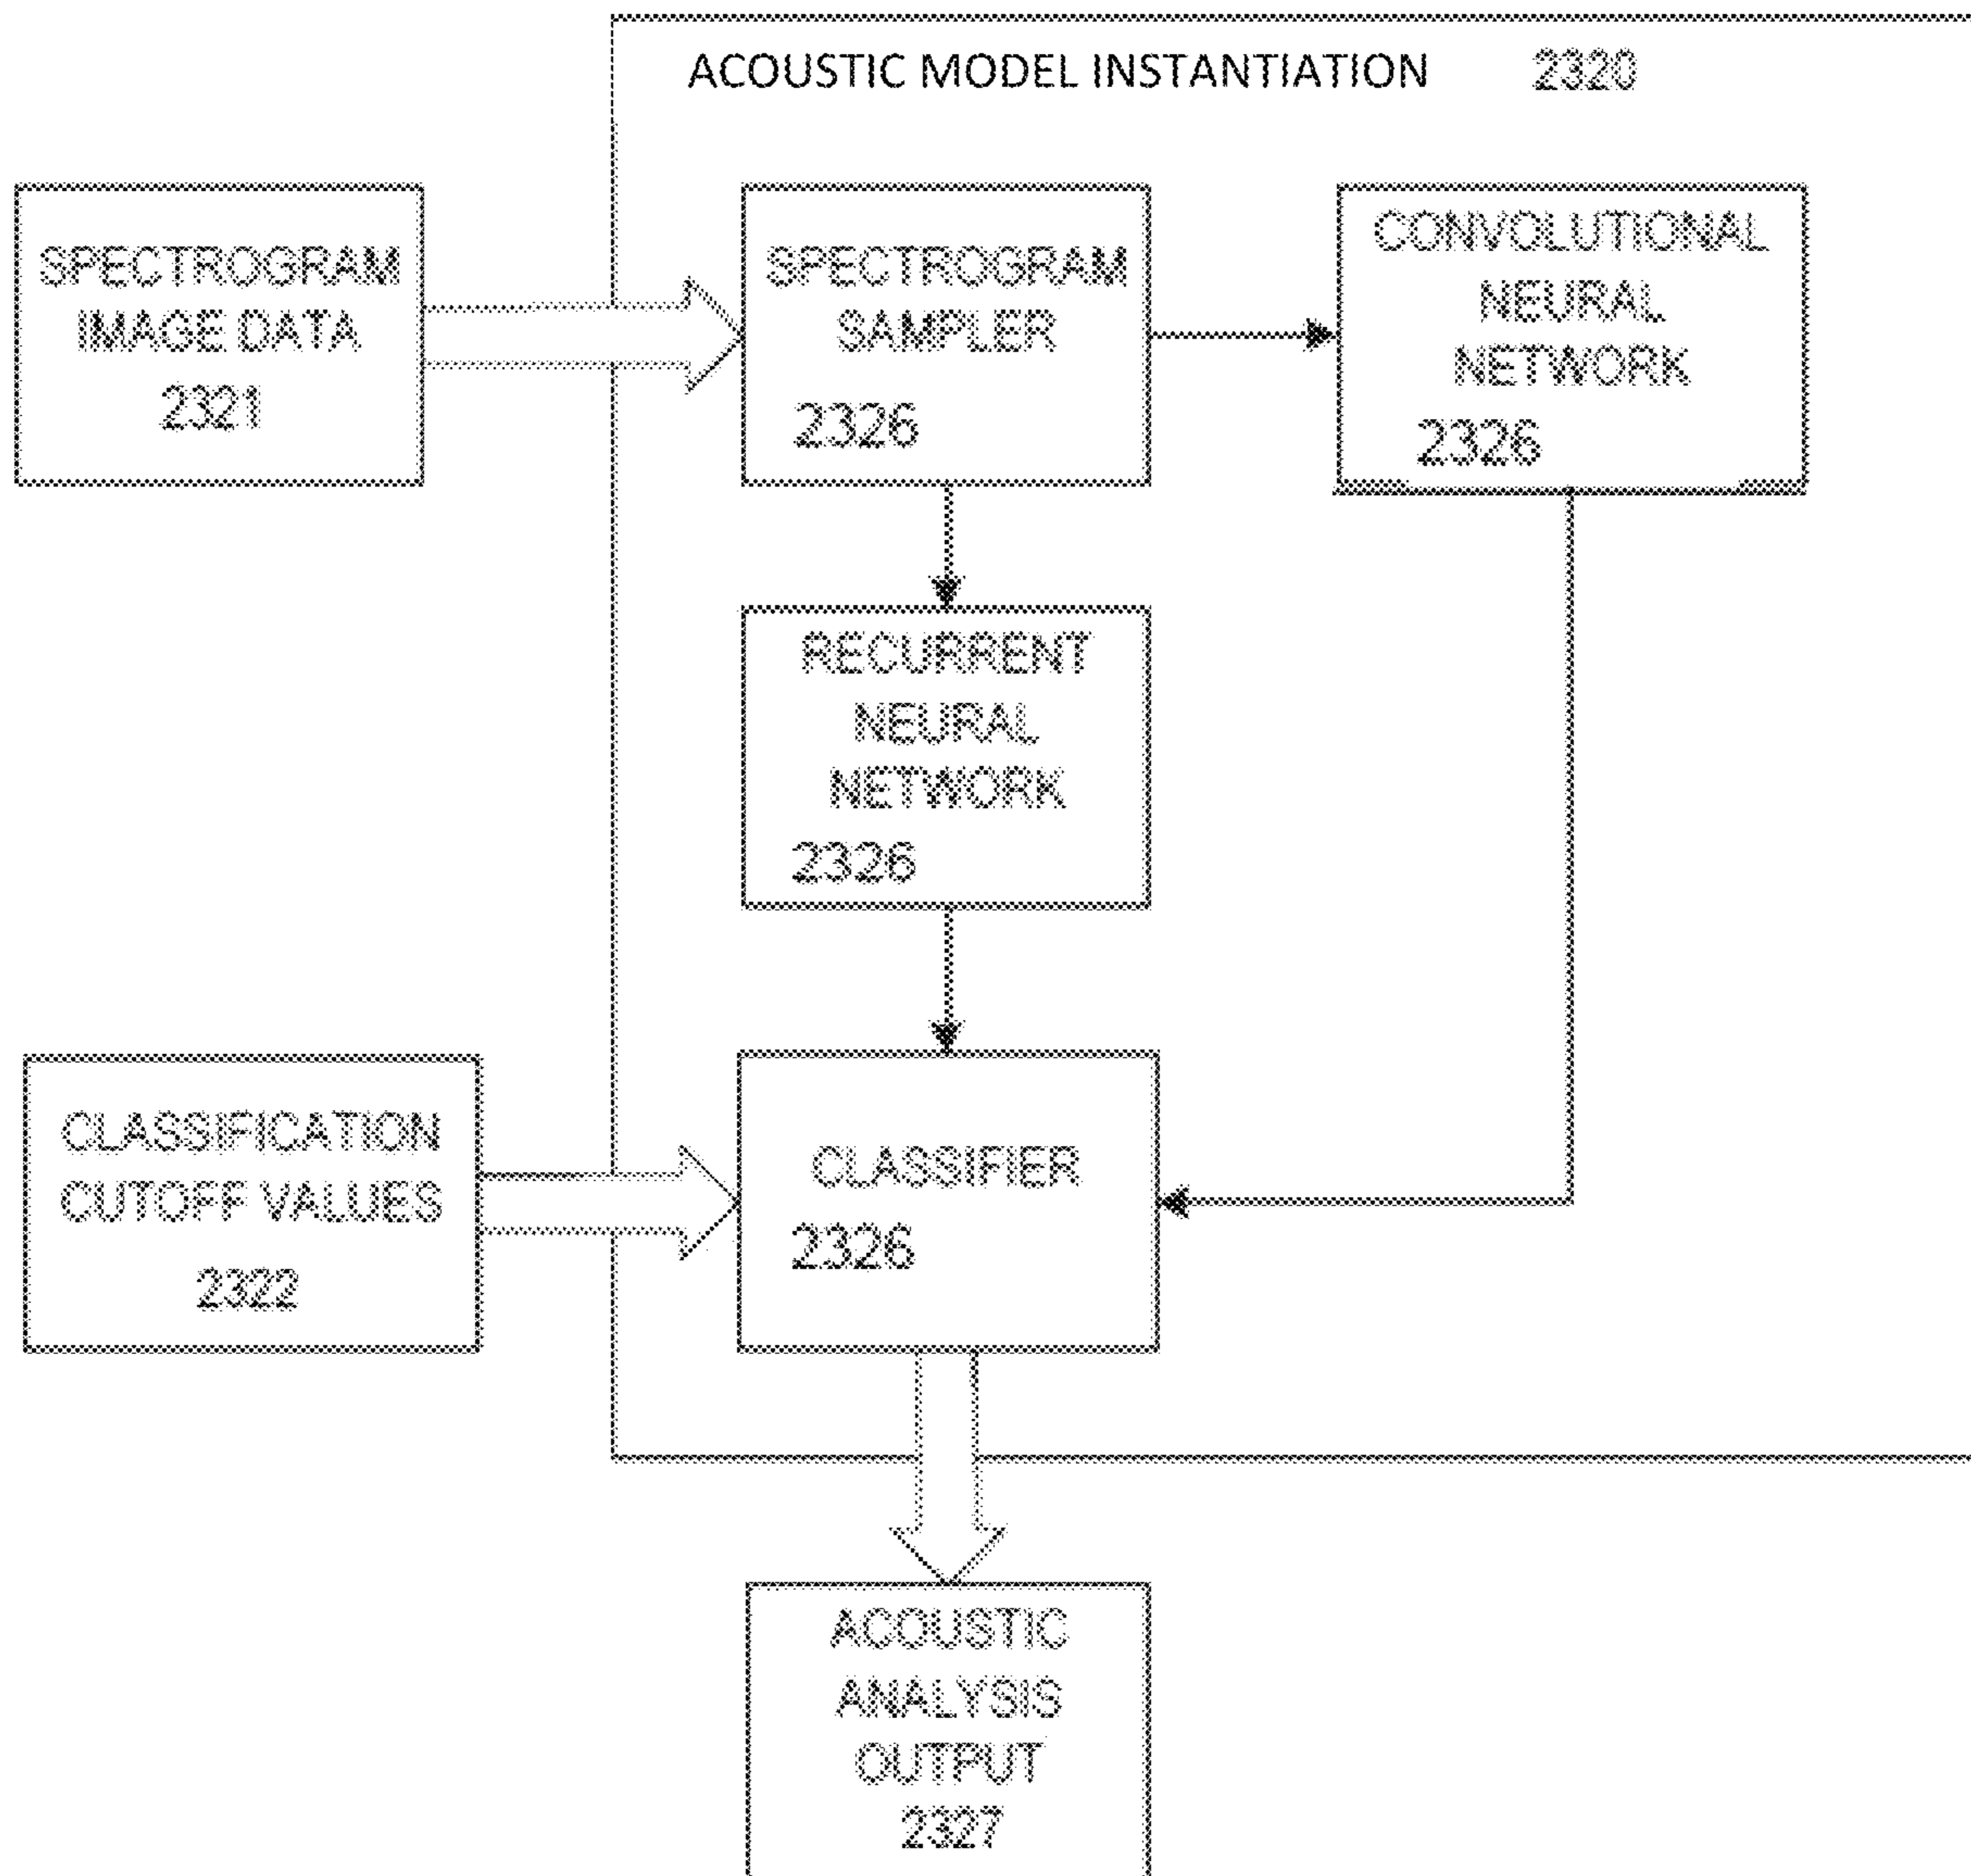 ACOUSTIC MODEL INSTANTIATION 2320
SPECTROGRAM
IMAGE DATA
2321
SPECTROGRAM
SAMPLER
2326
CONVOLUTIONAL
NEURAL
NETWORK
2326
RECURRENT
NEURAL
NETWORK
2326
CLASSIFICATION
CUTOFF VALUES
2322
CLASSIFIER
2326
ACOUSTIC
ANALYSIS
OUTPUT
2327